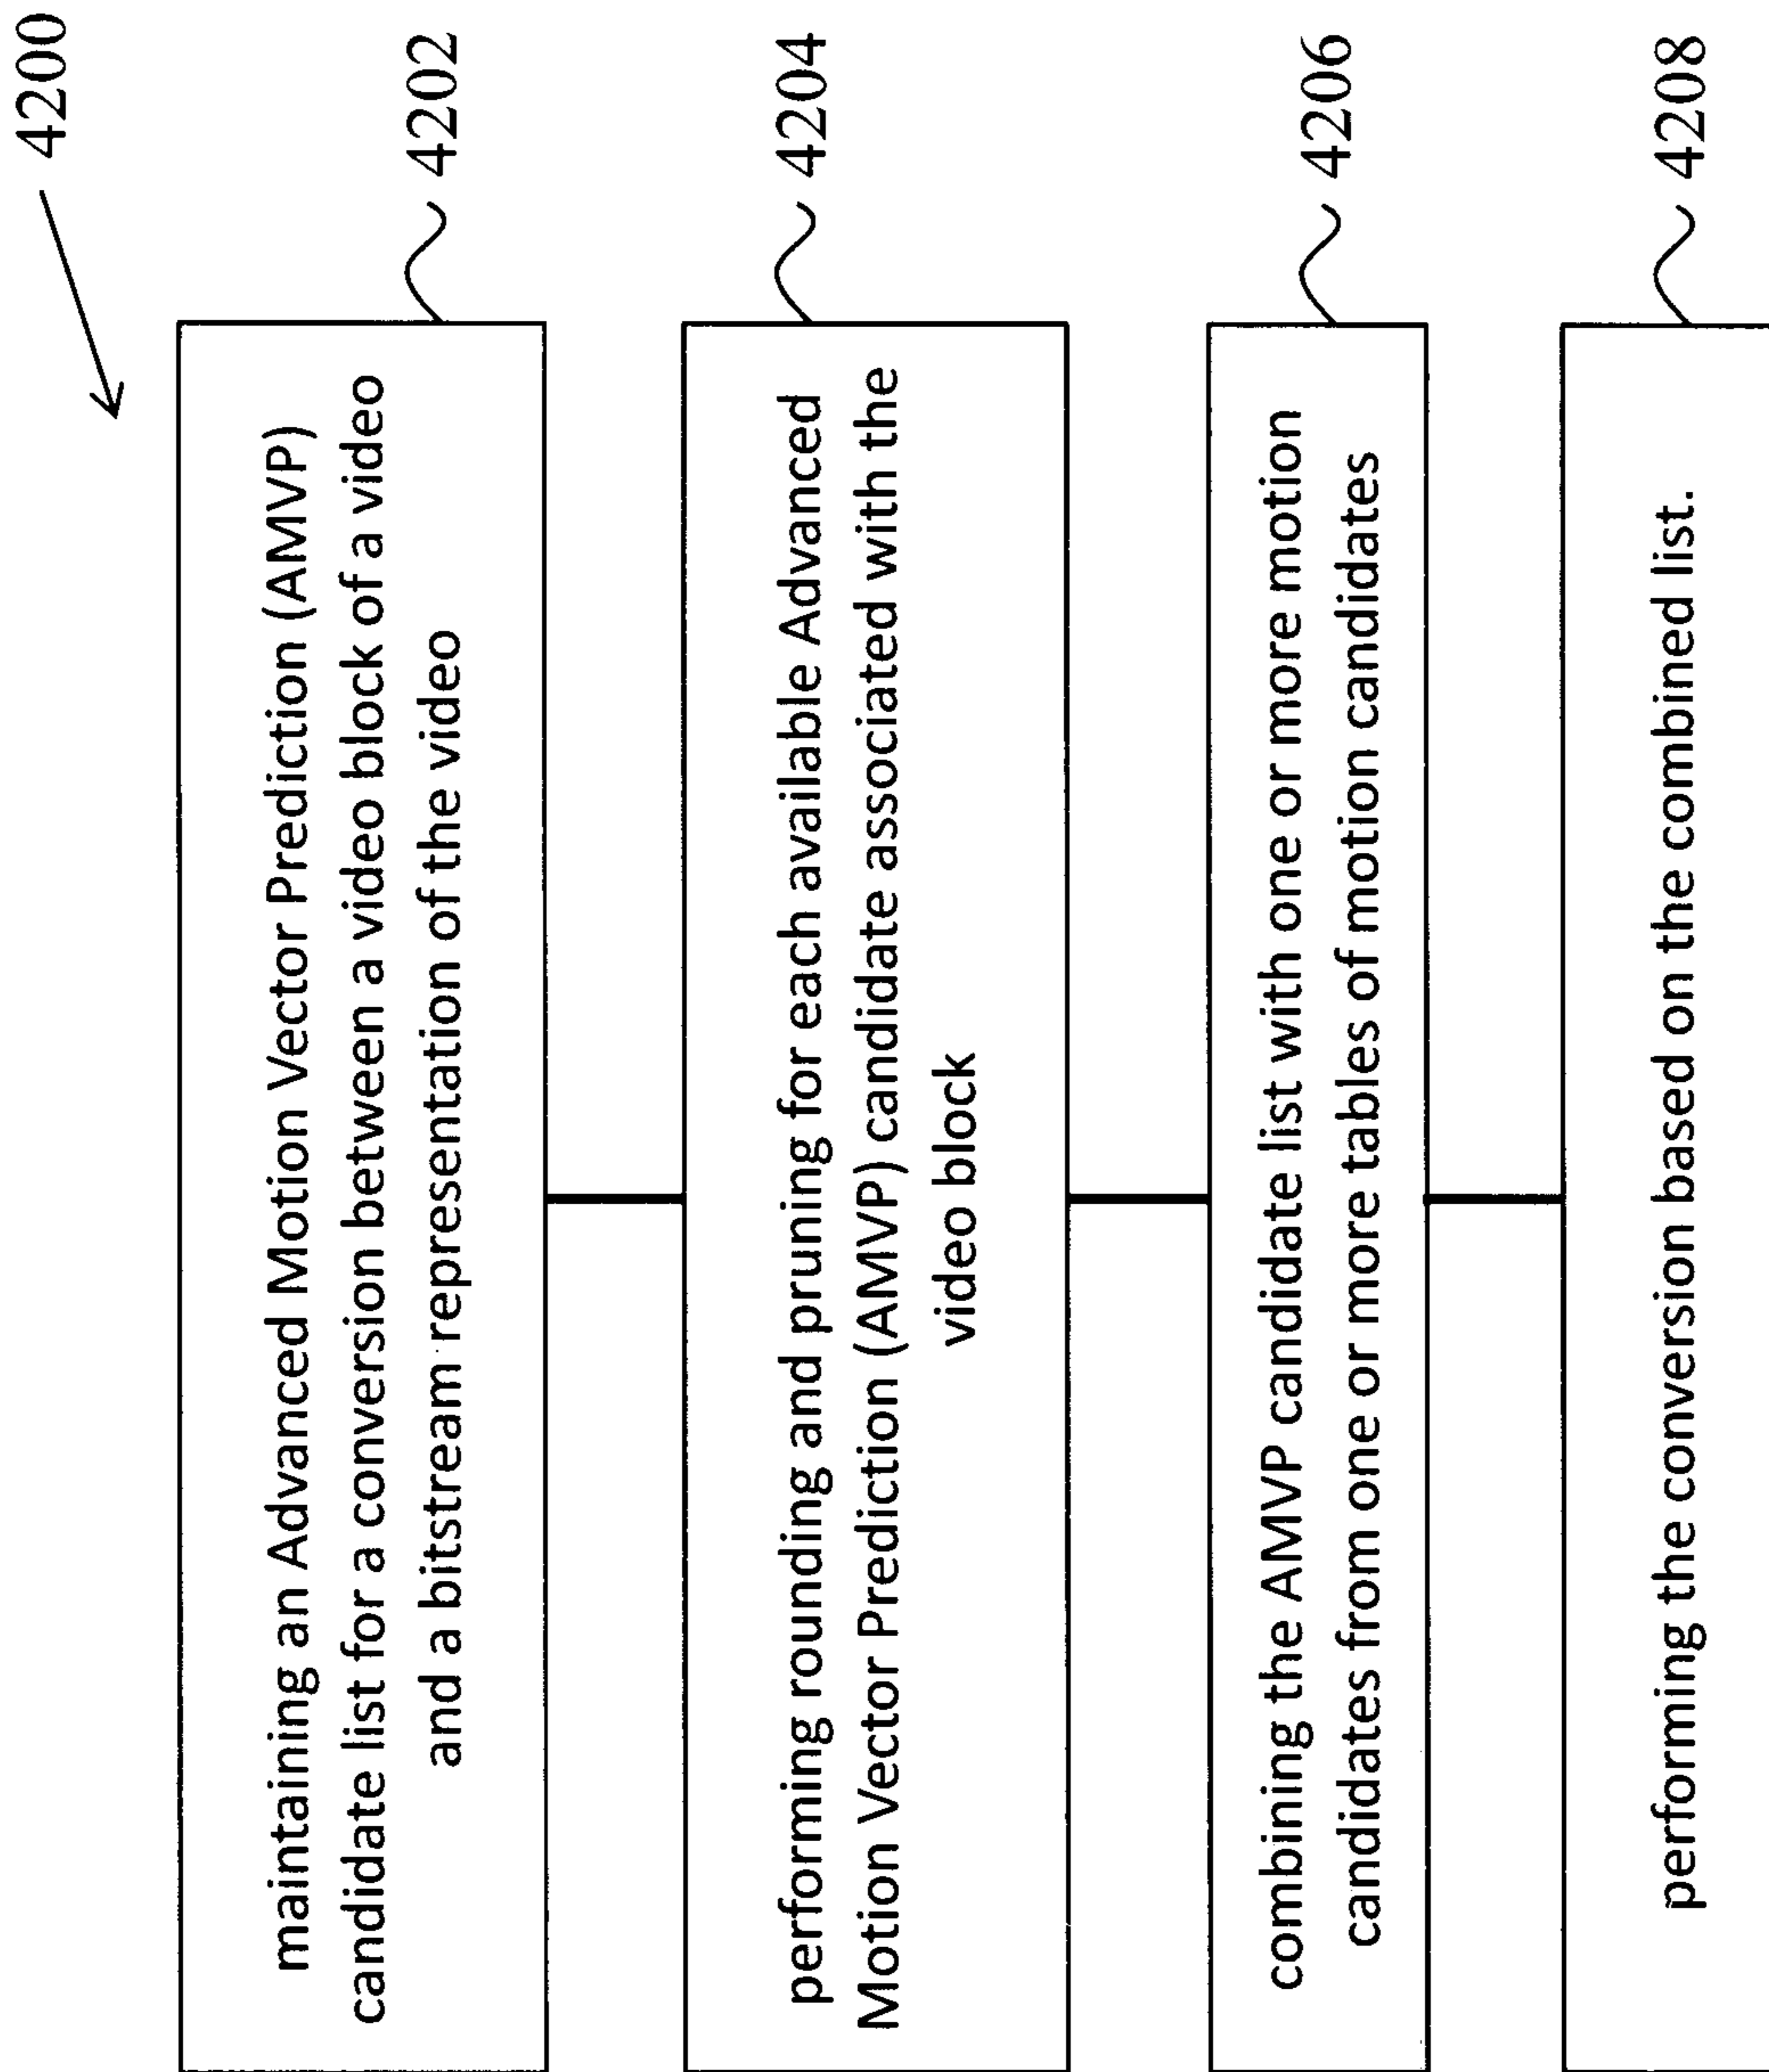 4200
maintaining an Advanced Motion Vector Prediction (AMVP)
candidate list for a conversion between a video block of a video
and a bitstream representation of the video
4202
performing rounding and pruning for each available Advanced
Motion Vector Prediction (AMVP) candidate associated with the
video block
4204
combining the AMVP candidate list with one or more motion
candidates from one or more tables of motion candidates
4206
performing the conversion based on the combined list.
4208